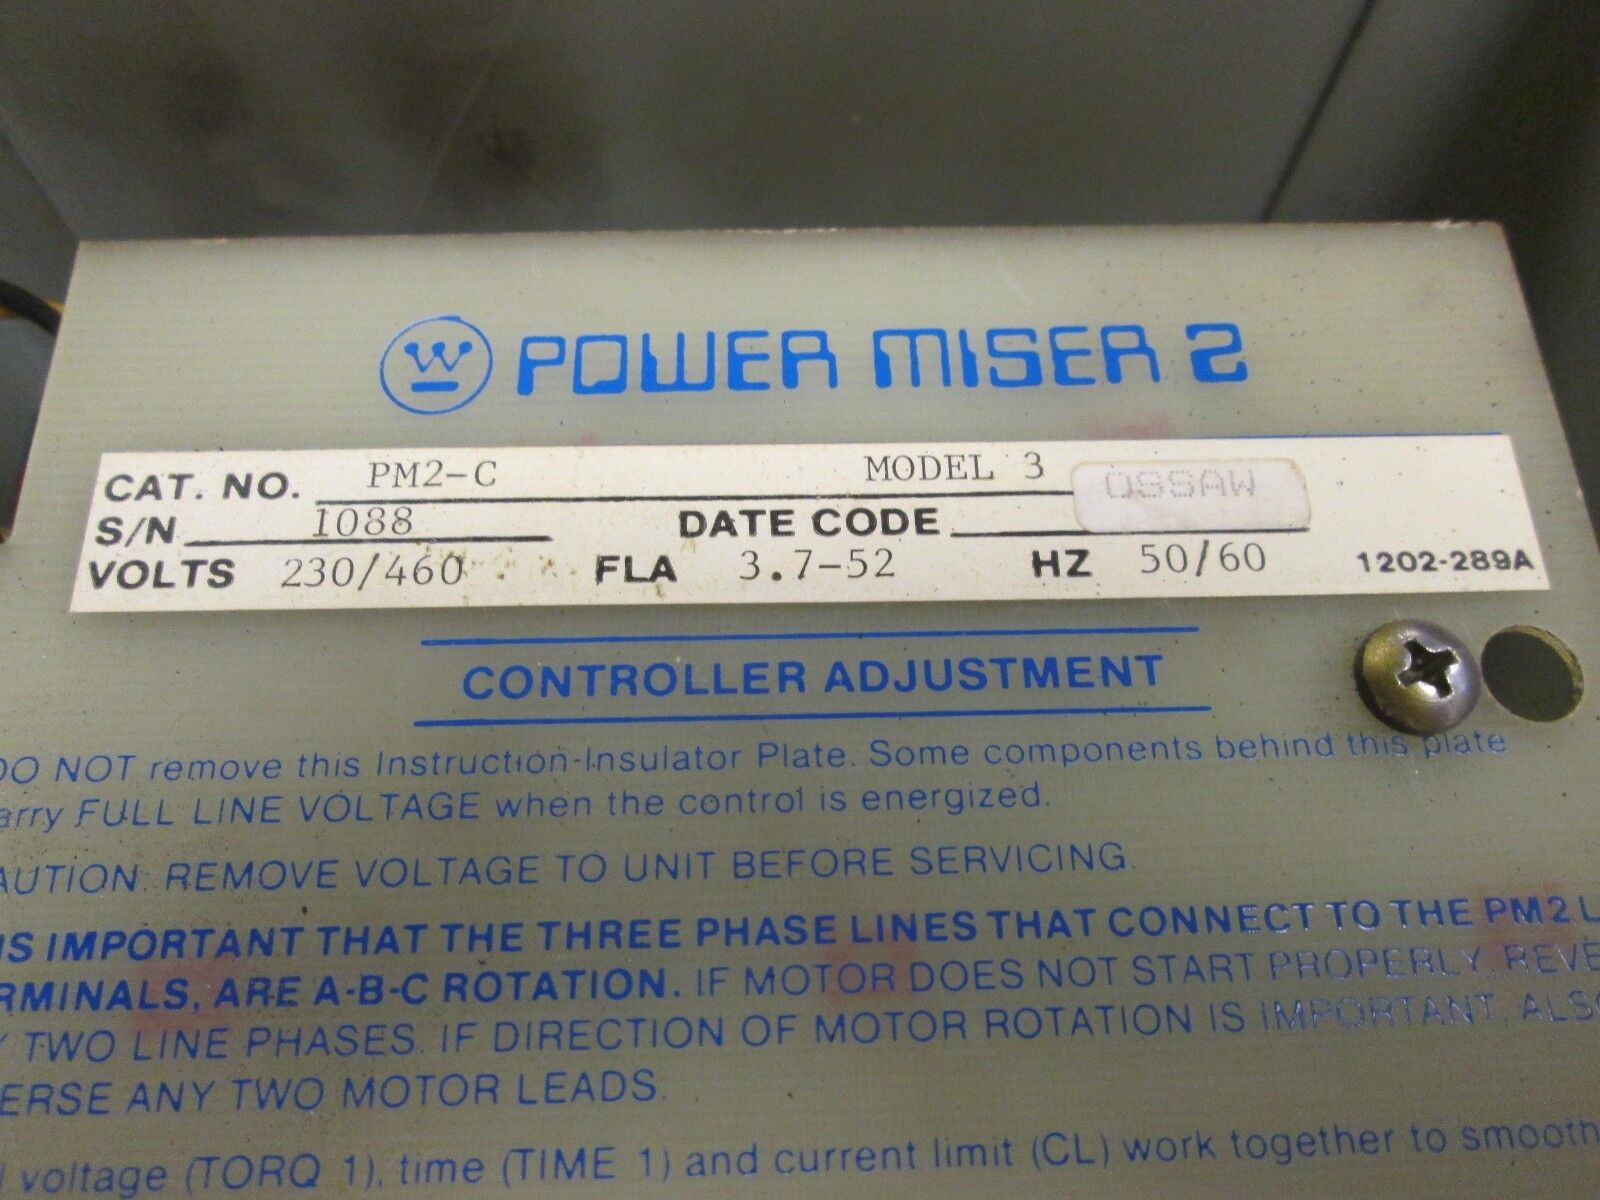 W POWER MISER 2
CAT. NO. PM2-C MODEL 3
S/N 1088 DATE CODE Q88AW
VOLTS 230/460 FLA 3.7-52 HZ 50/60 1202-289A
CONTROLLER ADJUSTMENT
DO NOT remove this Instruction-Insulator Plate. Some components behind this plate
arry FULL LINE VOLTAGE when the control is energized.
AUTION: REMOVE VOLTAGE TO UNIT BEFORE SERVICING.
IS IMPORTANT THAT THE THREE PHASE LINES THAT CONNECT TO THE PM2 L
RMINALS, ARE A-B-C ROTATION. IF MOTOR DOES NOT START PROPERLY, REVE
Y TWO LINE PHASES. IF DIRECTION OF MOTOR ROTATION IS IMPORTANT, ALSO
ERSE ANY TWO MOTOR LEADS.
l voltage (TORQ 1), time (TIME 1) and current limit (CL) work together to smooth